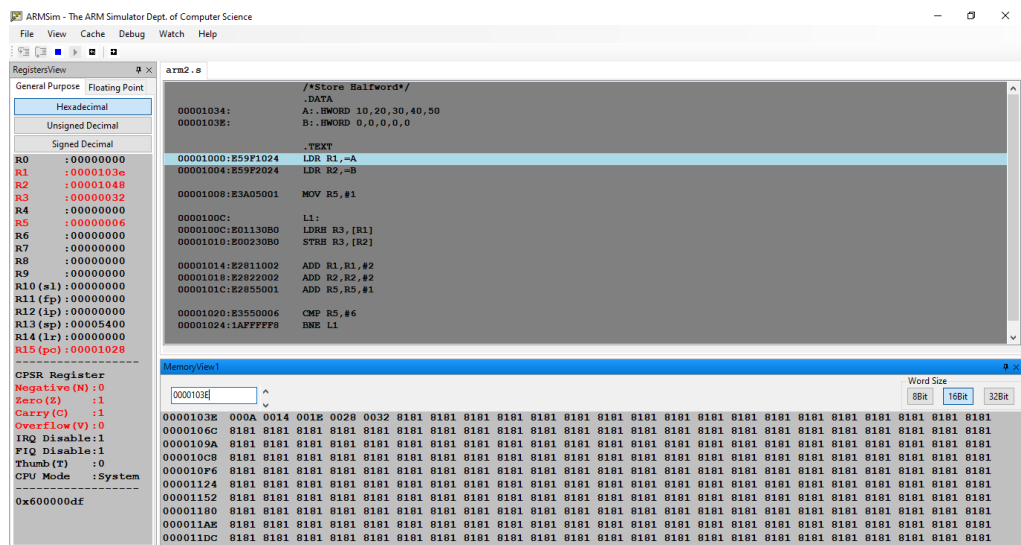 ARMSim - The ARM Simulator Dept. of Computer Science
File View Cache Debug Watch Help
RegistersView
General Purpose Floating Point
Hexadecimal
Unsigned Decimal
Signed Decimal
R0 :00000000
R1 :0000103e
R2 :00001048
R3 :00000032
R4 :00000000
R5 :00000006
R6 :00000000
R7 :00000000
R8 :00000000
R9 :00000000
R10(sl):00000000
R11(fp):00000000
R12(ip):00000000
R13(sp):00005400
R14(lr):00000000
R15(pc):00001028
CPSR Register
Negative(N):0
Zero(Z) :1
Carry(C) :1
Overflow(V):0
IRQ Disable:1
FIQ Disable:1
Thumb(T) :0
CPU Mode :System
0x600000df
arm2.s
/*Store Halfword*/
.DATA
00001034: A:.HWORD 10,20,30,40,50
0000103E: B:.HWORD 0,0,0,0,0
.TEXT
00001000:E59F1024 LDR R1,=A
00001004:E59F2024 LDR R2,=B
00001008:E3A05001 MOV R5,#1
0000100C: L1:
0000100C:E01130B0 LDRH R3,[R1]
00001010:E00230B0 STRH R3,[R2]
00001014:E2811002 ADD R1,R1,#2
00001018:E2822002 ADD R2,R2,#2
0000101C:E2855001 ADD R5,R5,#1
00001020:E3550006 CMP R5,#6
00001024:1AFFFFF8 BNE L1
MemoryView1
0000103E
Word Size
8Bit 16Bit 32Bit
0000103E 000A 0014 001E 0028 0032 8181 8181 8181 8181 8181 8181 8181 8181 8181 8181 8181 8181 8181 8181 8181 8181 8181 8181
0000106C 8181 8181 8181 8181 8181 8181 8181 8181 8181 8181 8181 8181 8181 8181 8181 8181 8181 8181 8181 8181 8181 8181 8181
0000109A 8181 8181 8181 8181 8181 8181 8181 8181 8181 8181 8181 8181 8181 8181 8181 8181 8181 8181 8181 8181 8181 8181 8181
000010C8 8181 8181 8181 8181 8181 8181 8181 8181 8181 8181 8181 8181 8181 8181 8181 8181 8181 8181 8181 8181 8181 8181 8181
000010F6 8181 8181 8181 8181 8181 8181 8181 8181 8181 8181 8181 8181 8181 8181 8181 8181 8181 8181 8181 8181 8181 8181 8181
00001124 8181 8181 8181 8181 8181 8181 8181 8181 8181 8181 8181 8181 8181 8181 8181 8181 8181 8181 8181 8181 8181 8181 8181
00001152 8181 8181 8181 8181 8181 8181 8181 8181 8181 8181 8181 8181 8181 8181 8181 8181 8181 8181 8181 8181 8181 8181 8181
00001180 8181 8181 8181 8181 8181 8181 8181 8181 8181 8181 8181 8181 8181 8181 8181 8181 8181 8181 8181 8181 8181 8181 8181
000011AE 8181 8181 8181 8181 8181 8181 8181 8181 8181 8181 8181 8181 8181 8181 8181 8181 8181 8181 8181 8181 8181 8181 8181
000011DC 8181 8181 8181 8181 8181 8181 8181 8181 8181 8181 8181 8181 8181 8181 8181 8181 8181 8181 8181 8181 8181 8181 8181